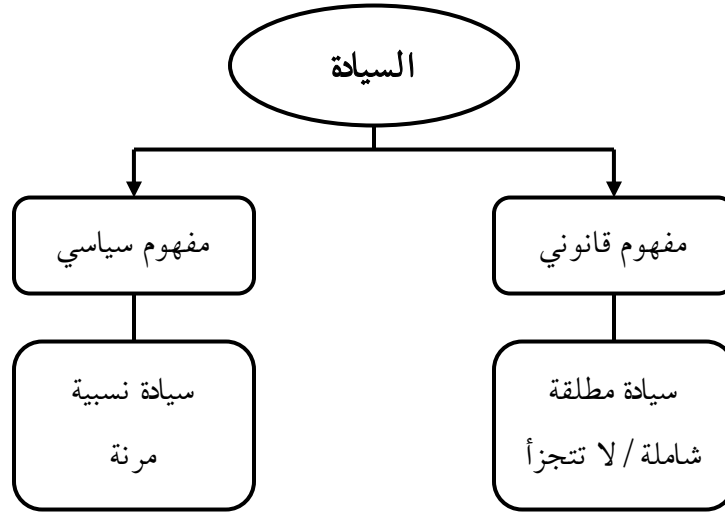 السيادة
مفهوم قانوني
مفهوم سياسي
سيادة مطلقة
شاملة / لا تتجزأ
سيادة نسبية
مرنة